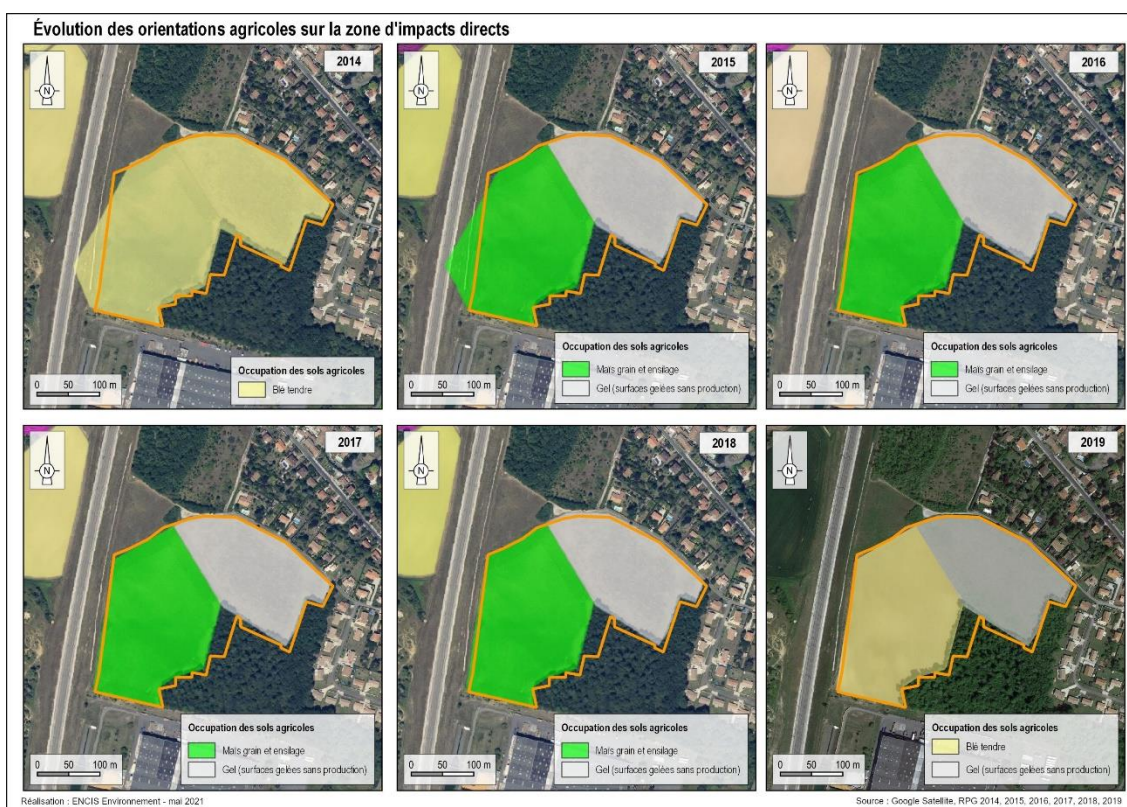 Évolution des orientations agricoles sur la zone d'impacts directs
2014
N
Occupation des sols agricoles
Blé tendre
0 50 100 m
2015
N
Occupation des sols agricoles
Maïs grain et ensilage
Gel (surfaces gelées sans production)
0 50 100 m
2016
N
Occupation des sols agricoles
Maïs grain et ensilage
Gel (surfaces gelées sans production)
0 50 100 m
2017
N
Occupation des sols agricoles
Maïs grain et ensilage
Gel (surfaces gelées sans production)
0 50 100 m
2018
N
Occupation des sols agricoles
Maïs grain et ensilage
Gel (surfaces gelées sans production)
0 50 100 m
2019
N
Occupation des sols agricoles
Blé tendre
Gel (surfaces gelées sans production)
0 50 100 m
Réalisation : ENCIS Environnement - mai 2021
Source : Google Satellite, RPG 2014, 2015, 2016, 2017, 2018, 2019